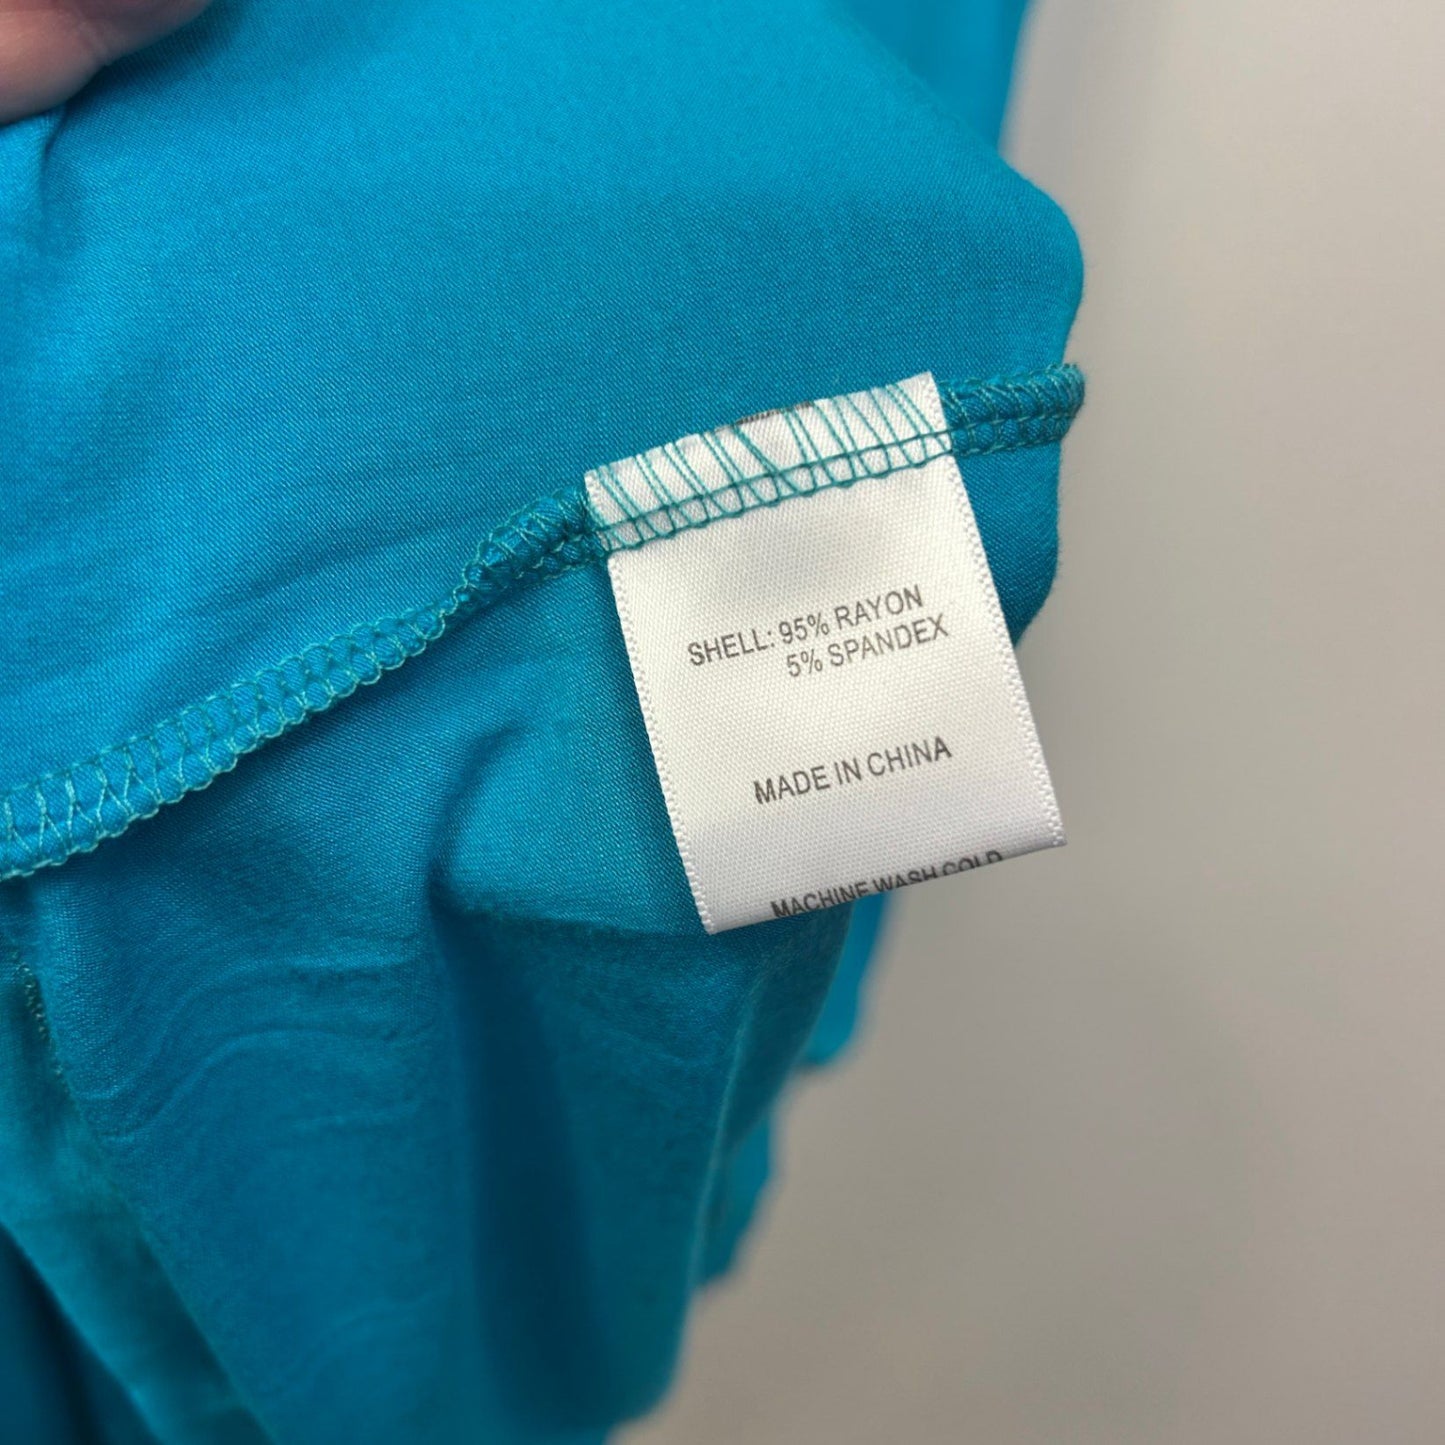 SHELL: 95% RAYON
5% SPANDEX
MADE IN CHINA
MACHINE WASH COLD